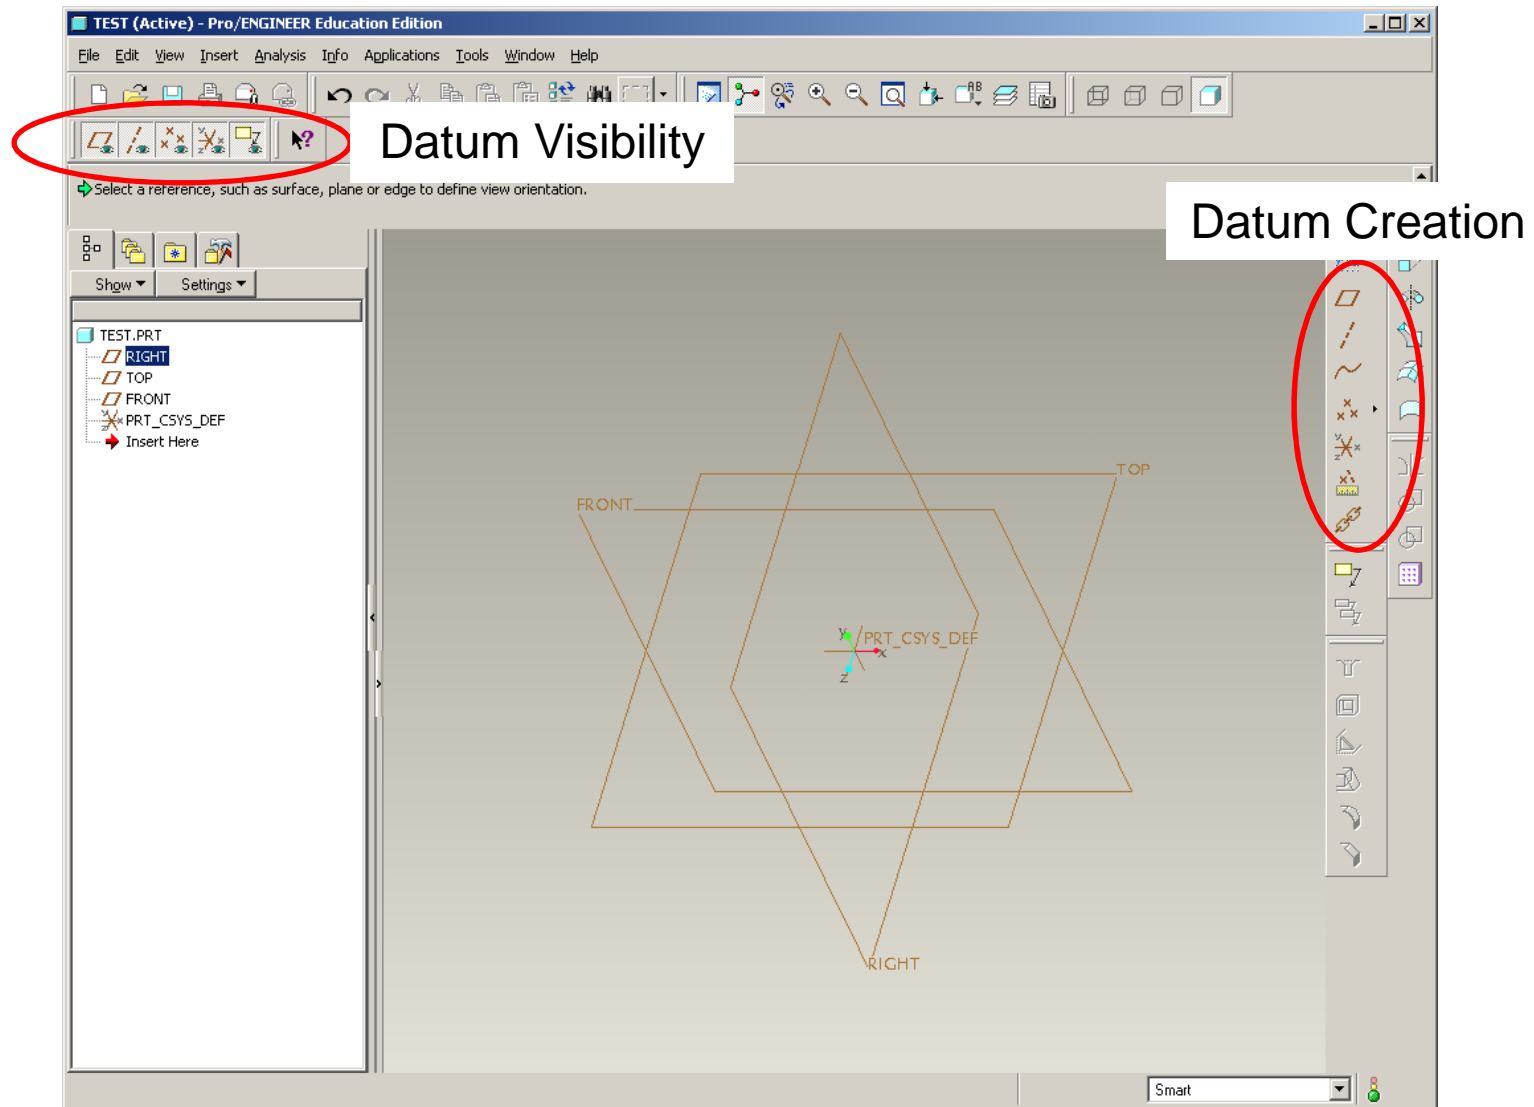 TEST (Active) - Pro/ENGINEER Education Edition
File Edit View Insert Analysis Info Applications Tools Window Help
Datum Visibility
Select a reference, such as surface, plane or edge to define view orientation.
Datum Creation
Show Settings
TEST.PRT
RIGHT
TOP
FRONT
PRT_CSYS_DEF
Insert Here
TOP
FRONT
y PRT_CSYS_DEF
x
z
RIGHT
Smart